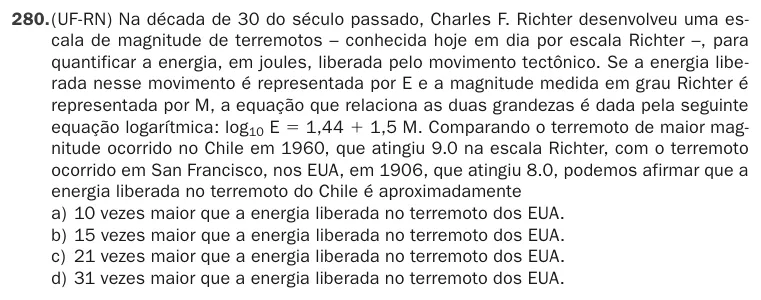 280.(UF-RN) Na década de 30 do século passado, Charles F. Richter desenvolveu uma es-
cala de magnitude de terremotos – conhecida hoje em dia por escala Richter –, para
quantificar a energia, em joules, liberada pelo movimento tectônico. Se a energia libe-
rada nesse movimento é representada por E e a magnitude medida em grau Richter é
representada por M, a equação que relaciona as duas grandezas é dada pela seguinte
equação logarítmica: log₁₀ E = 1,44 + 1,5 M. Comparando o terremoto de maior mag-
nitude ocorrido no Chile em 1960, que atingiu 9.0 na escala Richter, com o terremoto
ocorrido em San Francisco, nos EUA, em 1906, que atingiu 8.0, podemos afirmar que a
energia liberada no terremoto do Chile é aproximadamente
a) 10 vezes maior que a energia liberada no terremoto dos EUA.
b) 15 vezes maior que a energia liberada no terremoto dos EUA.
c) 21 vezes maior que a energia liberada no terremoto dos EUA.
d) 31 vezes maior que a energia liberada no terremoto dos EUA.